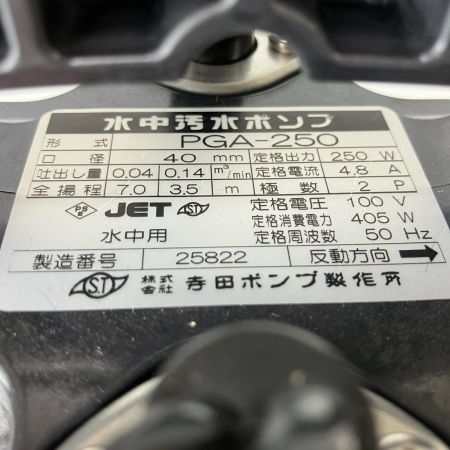 水中汚水ポンプ
形式 PGA-250
口径 40 mm 定格出力 250 W
吐出し量 0.04 0.14 m³/min 定格電流 4.8 A
全揚程 7.0 3.5 m 極数 2 P
PSE JET ST 定格電圧 100 V
水中用 定格消費電力 405 W
定格周波数 50 Hz
製造番号 25822 反動方向 →
ST 株式会社 寺田ポンプ製作所